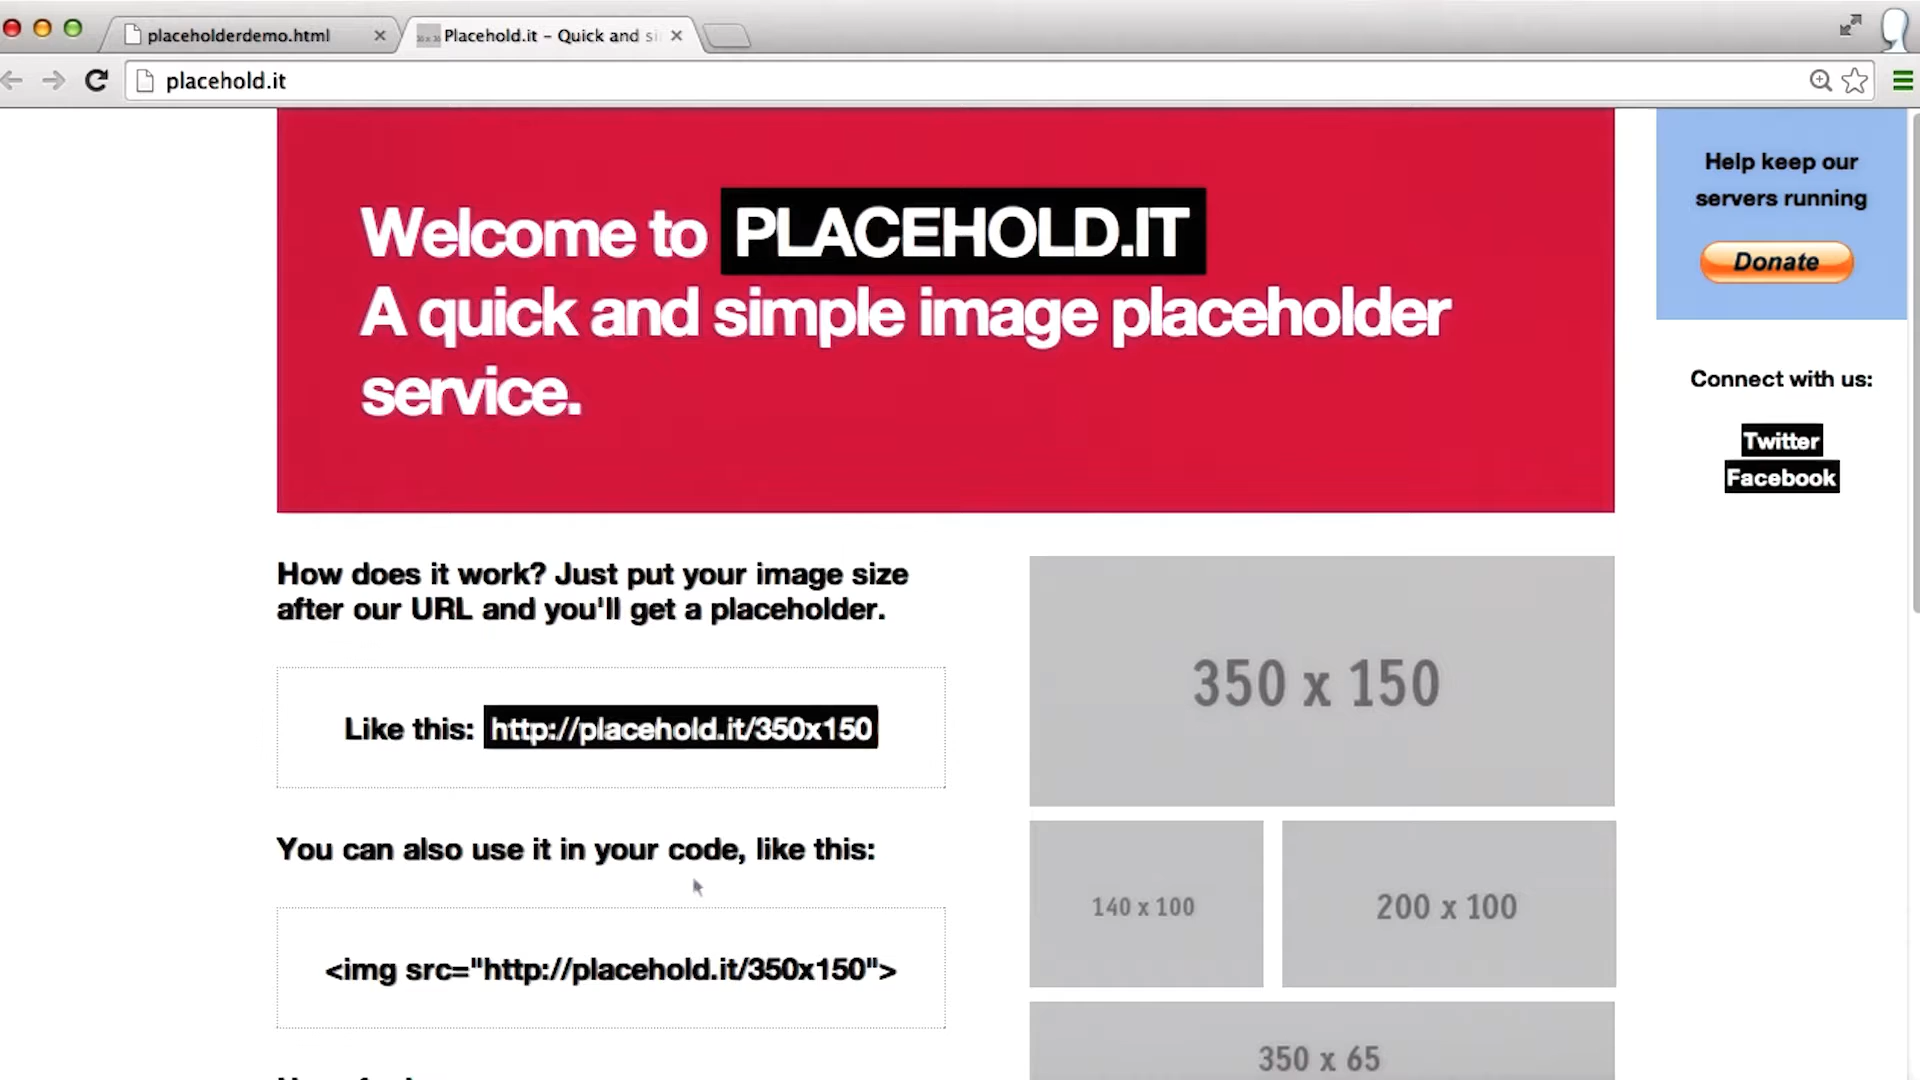 placeholderdemo.html
Placehold.it - Quick and si
placehold.it
Welcome to PLACEHOLD.IT
A quick and simple image placeholder
service.
Help keep our
servers running
Donate
Connect with us:
Twitter
Facebook
How does it work? Just put your image size
after our URL and you'll get a placeholder.
Like this: http://placehold.it/350x150
You can also use it in your code, like this:
<img src="http://placehold.it/350x150">
350 x 150
140 x 100
200 x 100
350 x 65